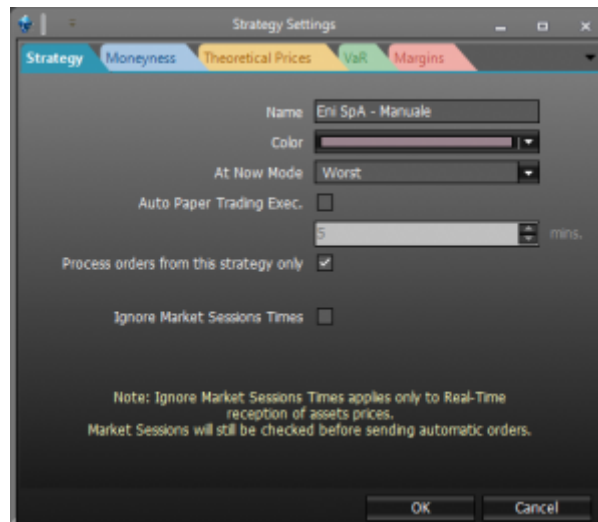 Strategy Settings
Strategy Moneyness Theoretical Prices VaR Margins
Name Eni SpA - Manuale
Color
At Now Mode Worst
Auto Paper Trading Exec.
5 mins.
Process orders from this strategy only
Ignore Market Sessions Times
Note: Ignore Market Sessions Times applies only to Real-Time
reception of assets prices.
Market Sessions will still be checked before sending automatic orders.
OK Cancel